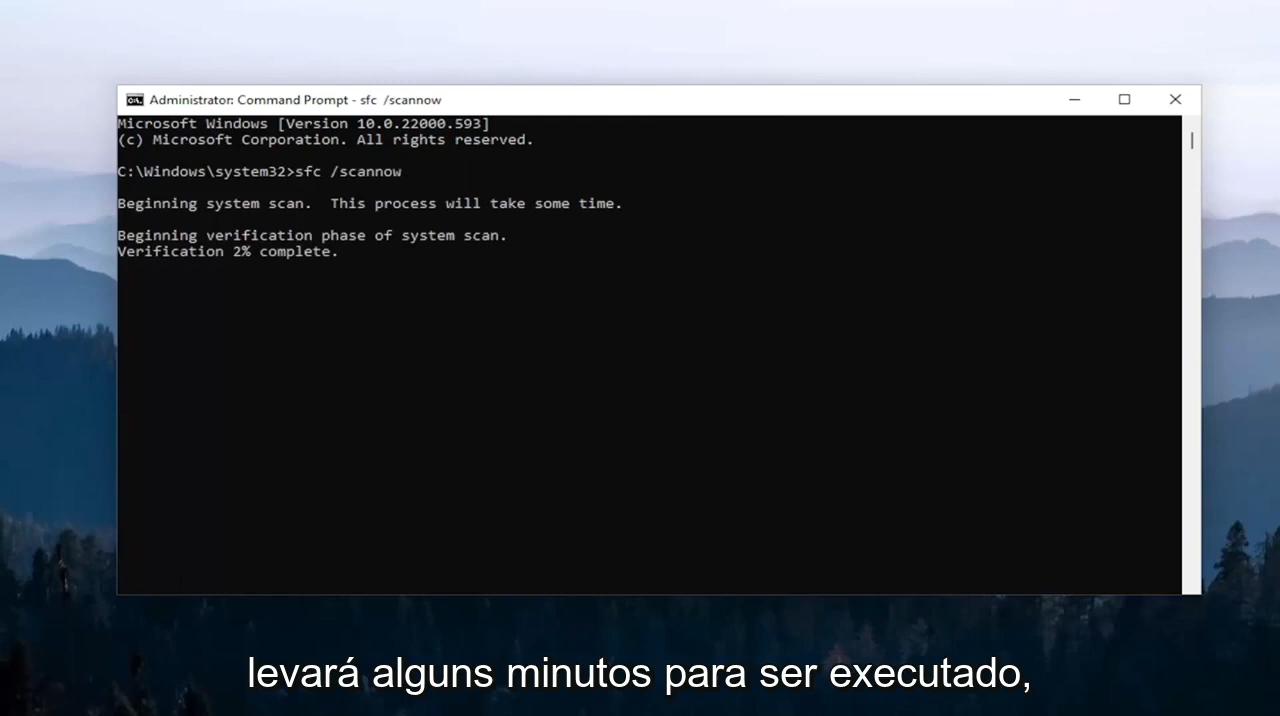 Administrator: Command Prompt - sfc /scannow
Microsoft Windows [Version 10.0.22000.593]
(c) Microsoft Corporation. All rights reserved.
C:\Windows\system32>sfc /scannow
Beginning system scan.  This process will take some time.
Beginning verification phase of system scan.
Verification 2% complete.
levará alguns minutos para ser executado,